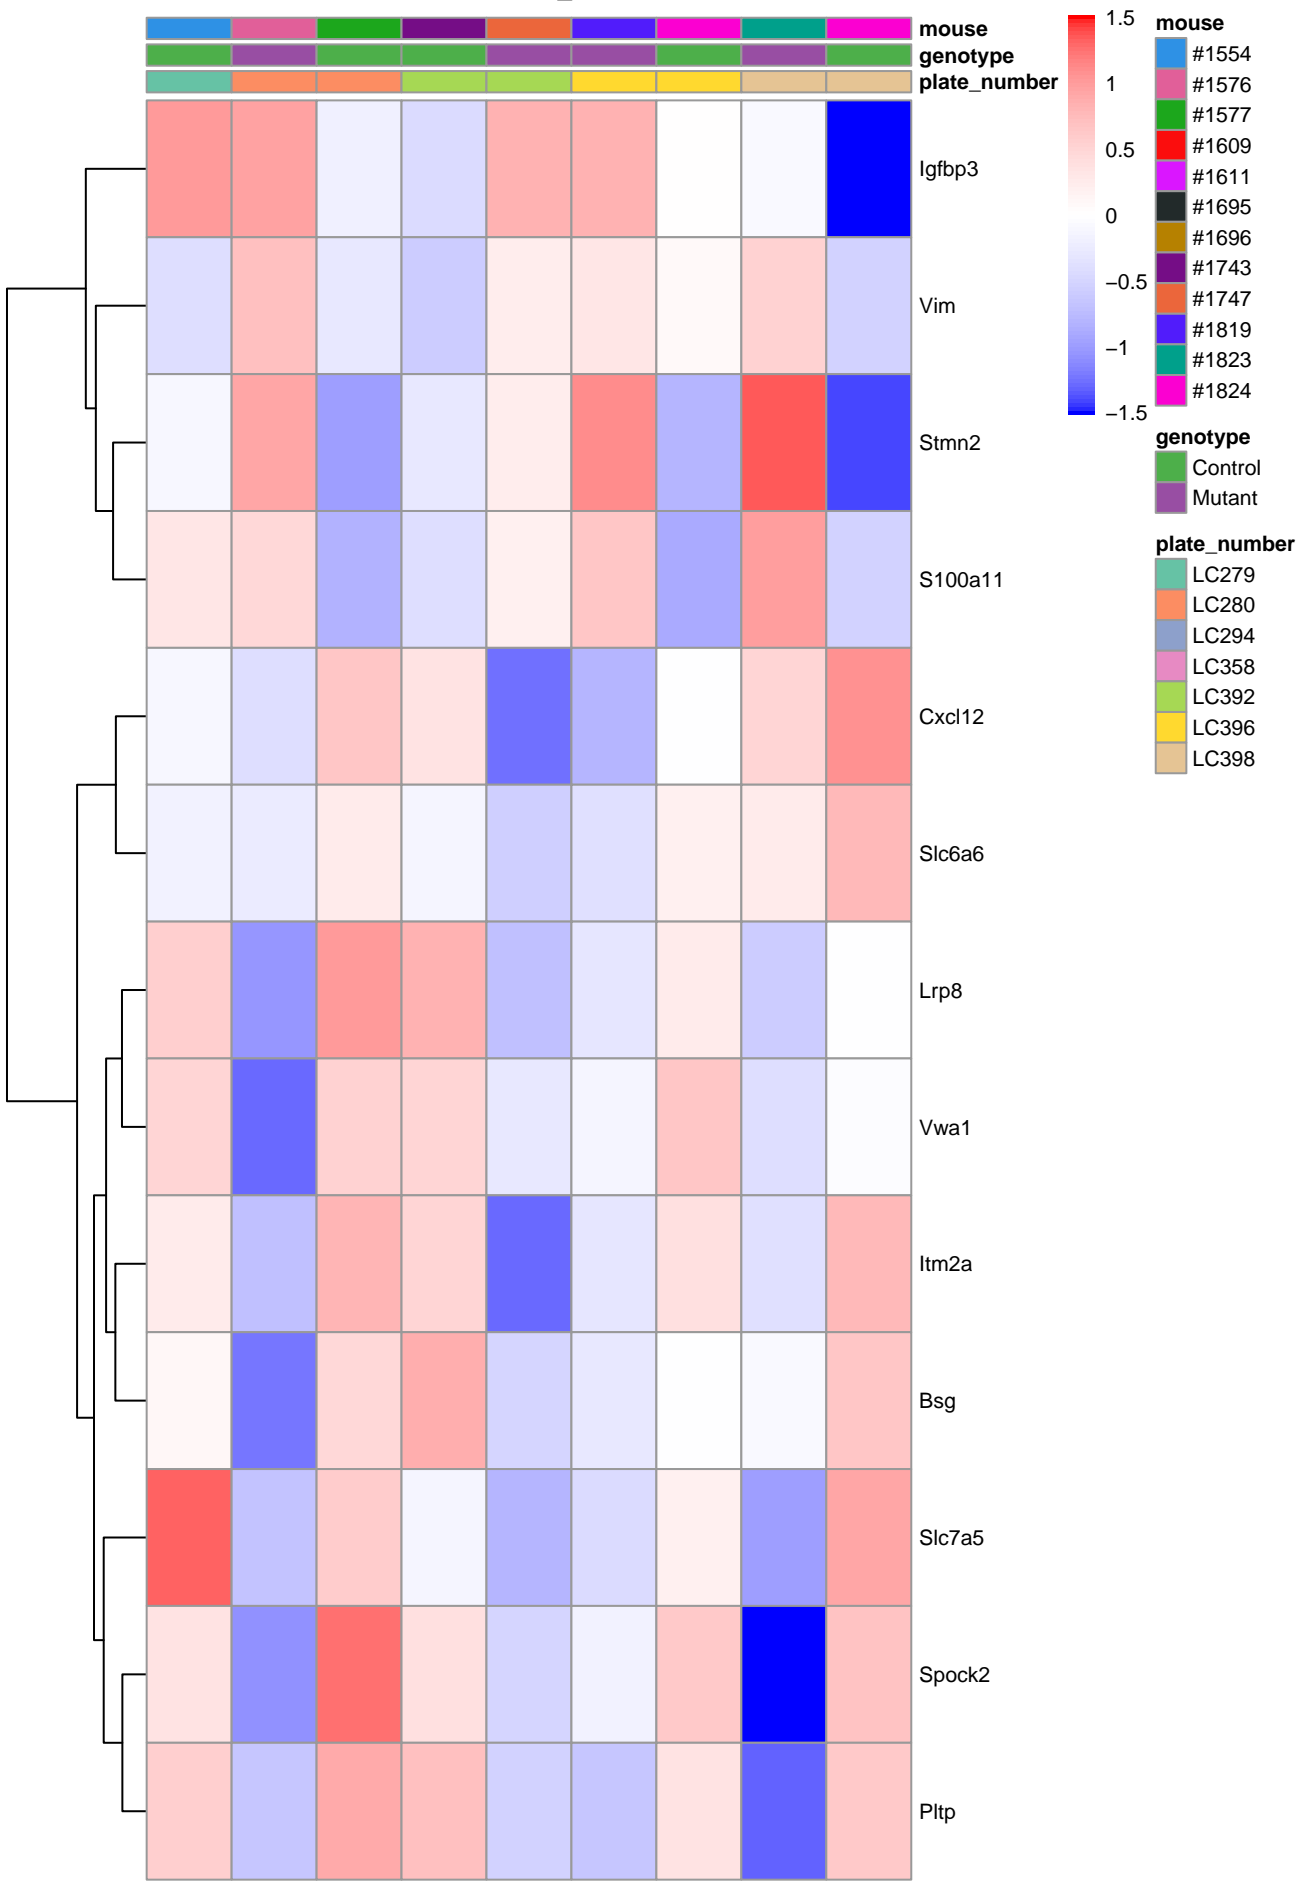 mouse
genotype
plate_number
Igfbp3
Vim
Stmn2
S100a11
Cxcl12
Slc6a6
Lrp8
Vwa1
Itm2a
Bsg
Slc7a5
Spock2
Pltp
1.5
1
0.5
0
−0.5
−1
−1.5
mouse
#1554
#1576
#1577
#1609
#1611
#1695
#1696
#1743
#1747
#1819
#1823
#1824
genotype
Control
Mutant
plate_number
LC279
LC280
LC294
LC358
LC392
LC396
LC398